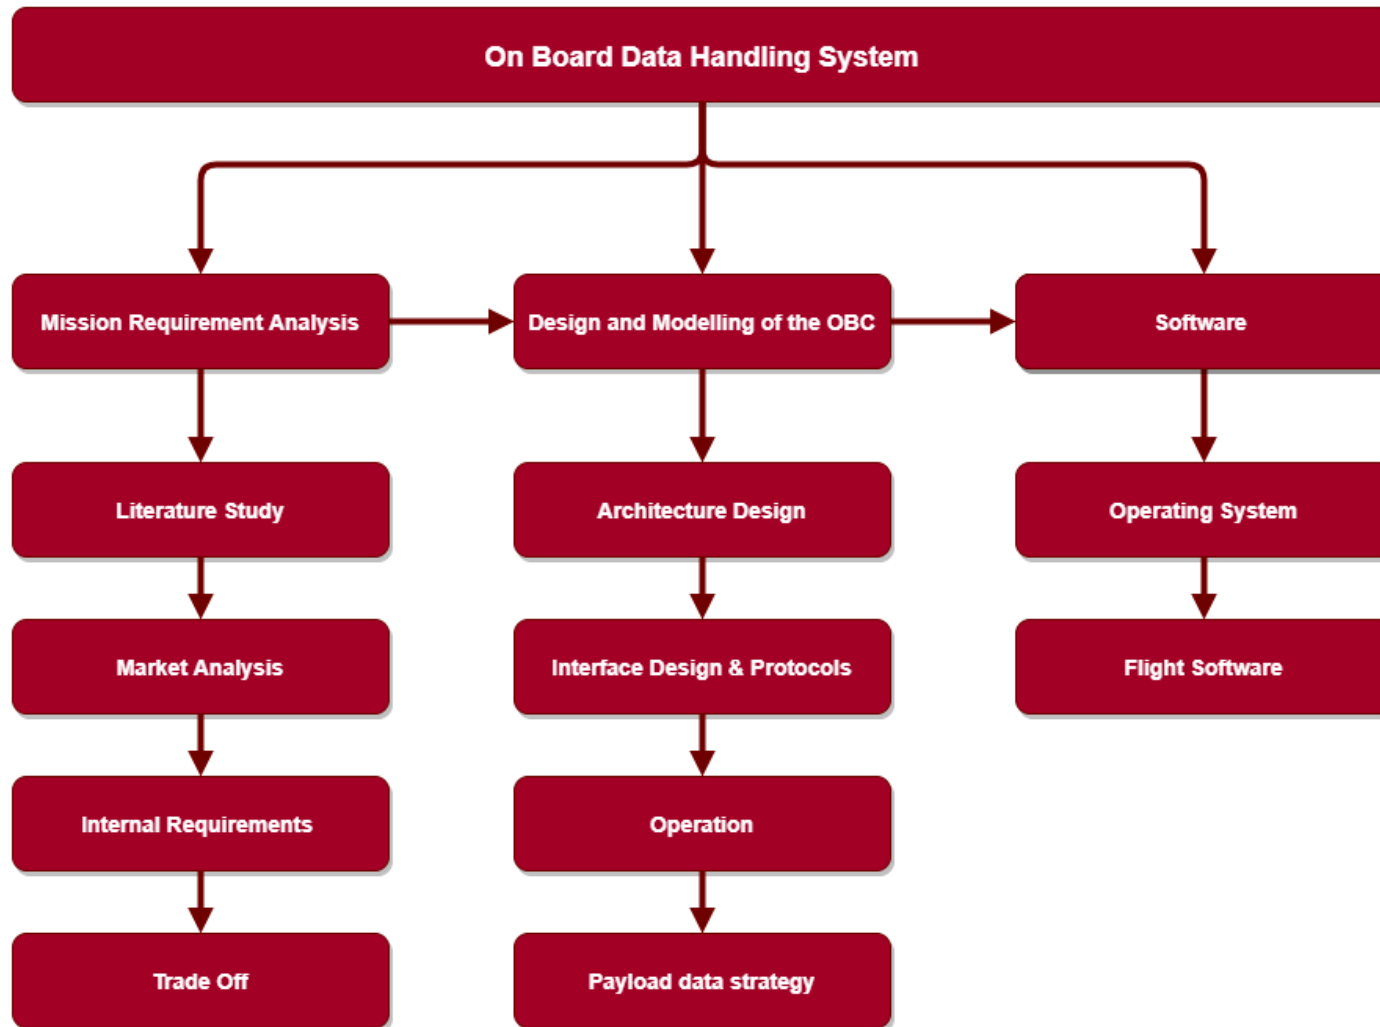 On Board Data Handling System
Mission Requirement Analysis
Design and Modelling of the OBC
Software
Literature Study
Architecture Design
Operating System
Market Analysis
Interface Design & Protocols
Flight Software
Internal Requirements
Operation
Trade Off
Payload data strategy